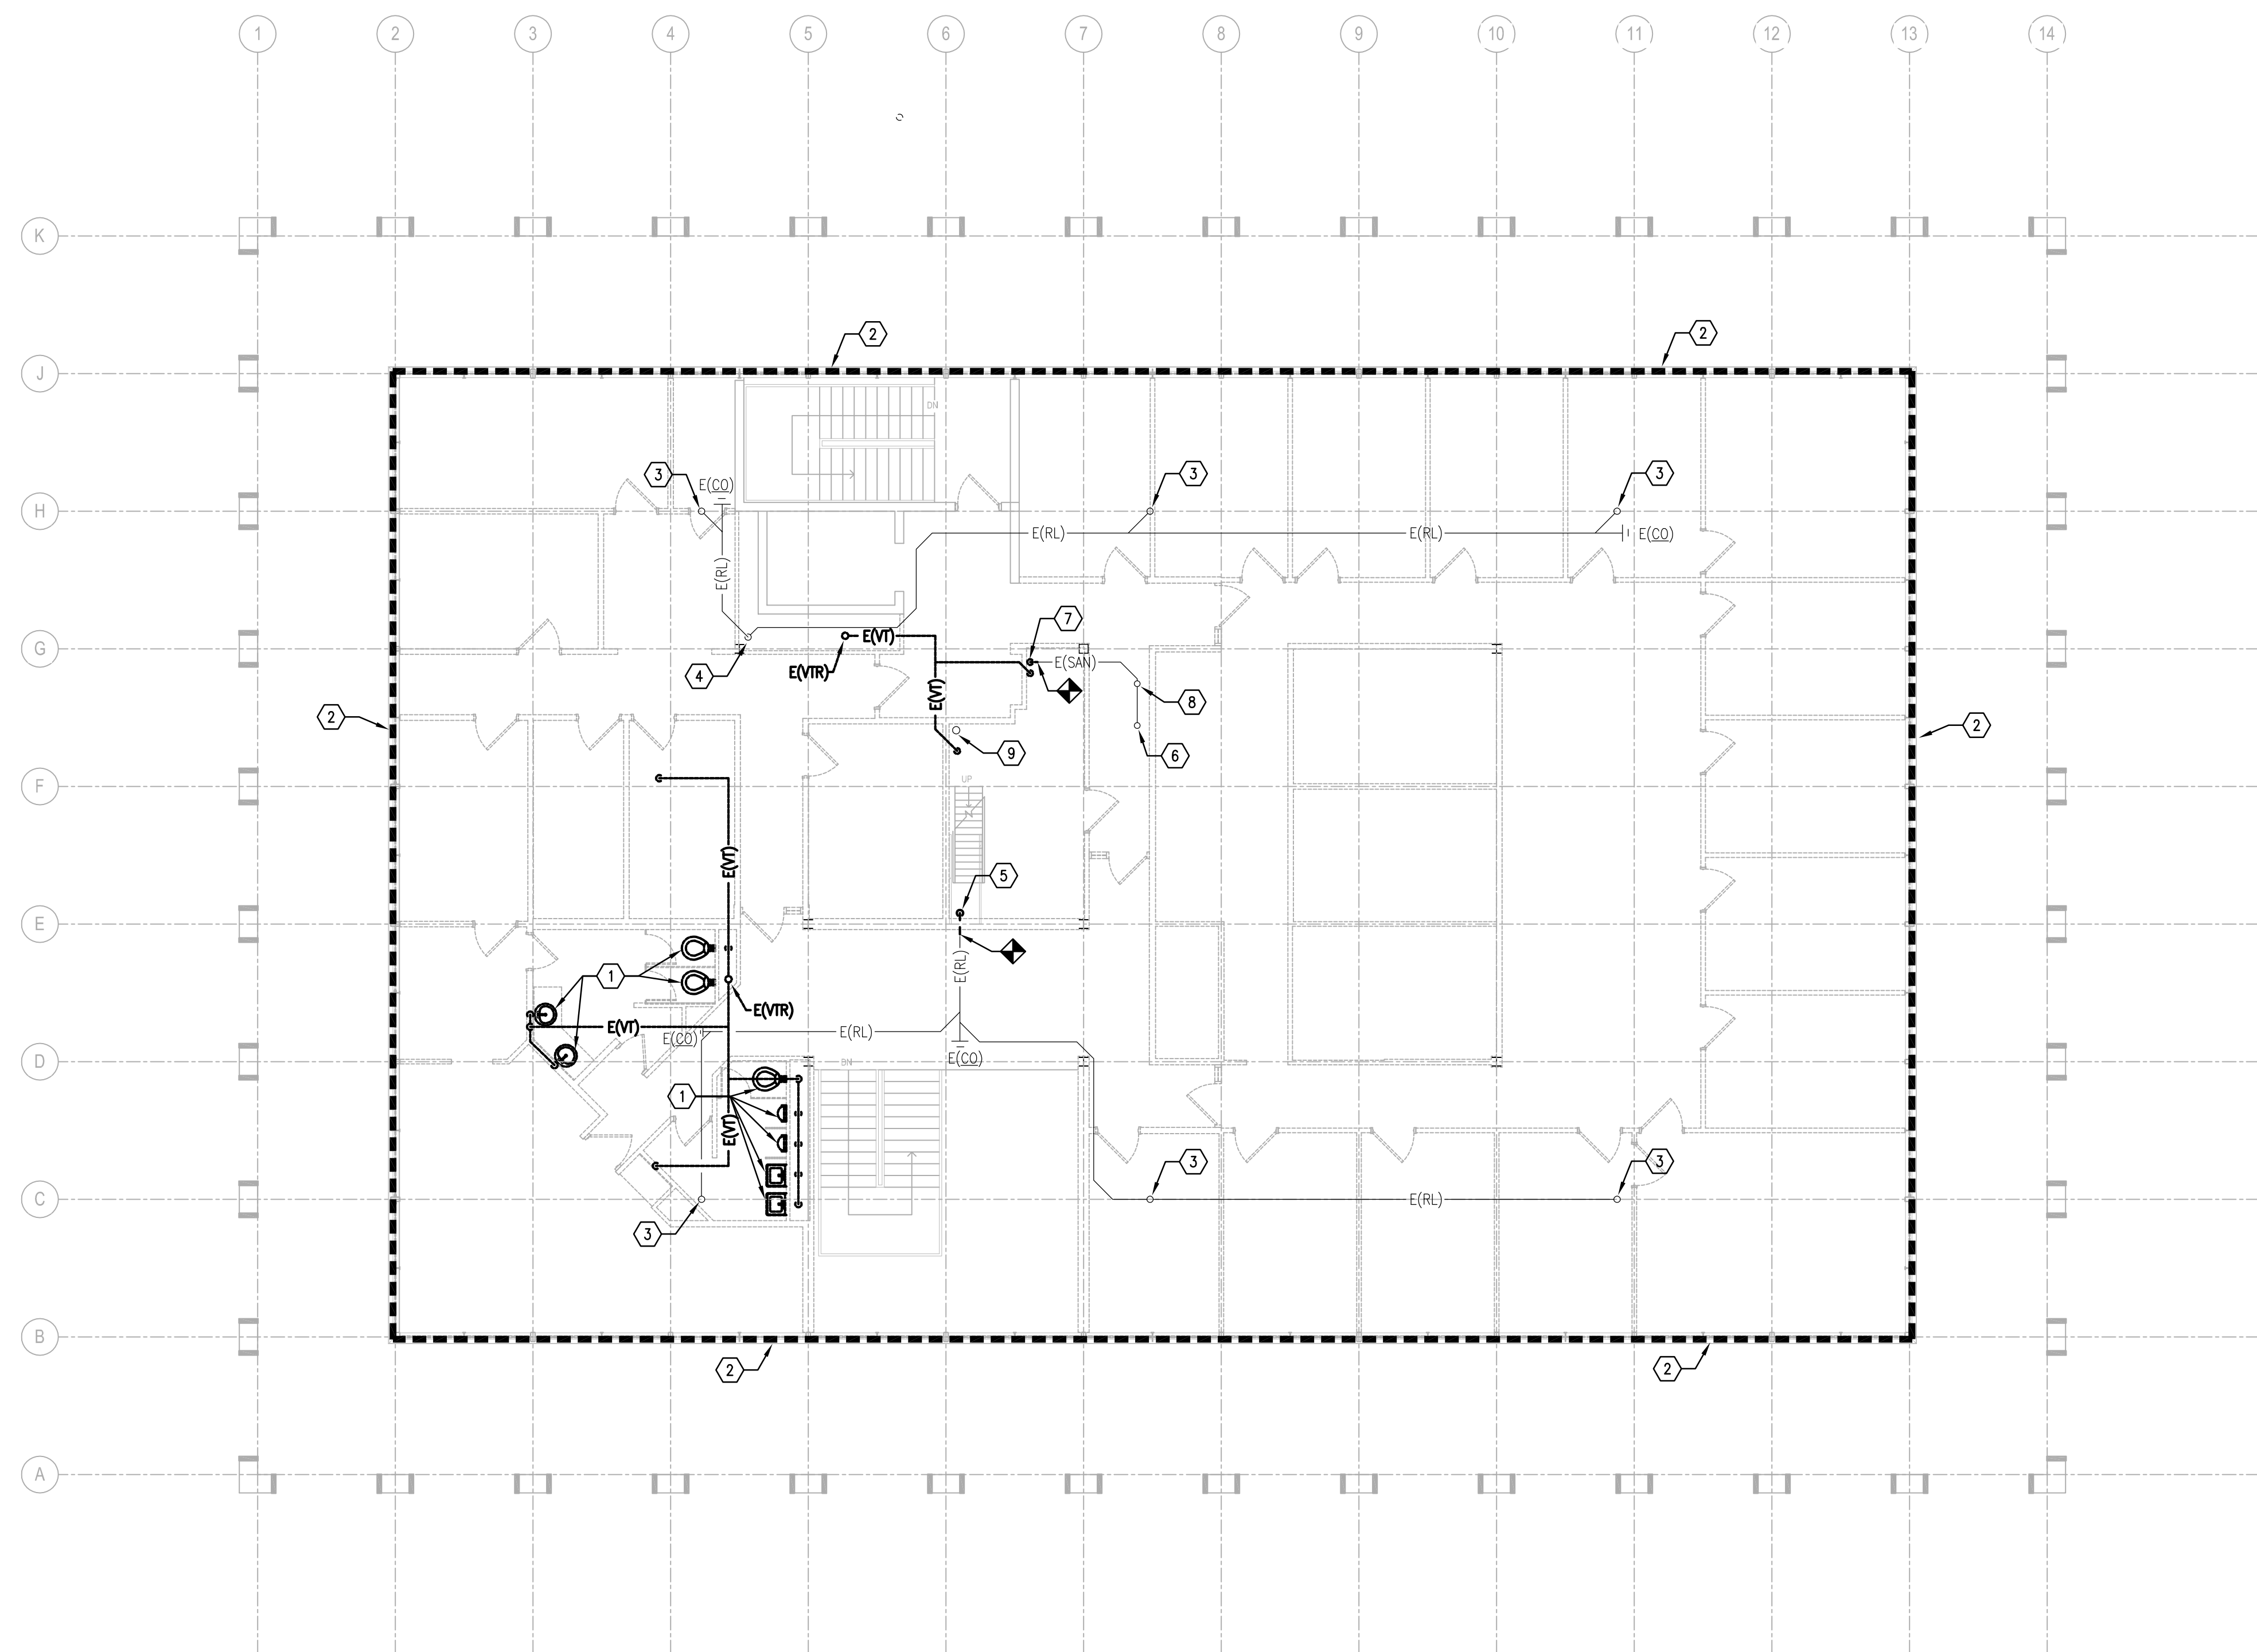 1 2 3 4 5 6 7 8 9 10 11 12 13 14
K
2 2
J
DN
3 E(CO) 3 3
H
E(RL) E(RL) E(CO)
E(RL)
7
E(VT)
G
E(SAN)
E(VTR)
4
E(VT)
8
2 2
9 6
UP
F
E(VT)
5
E
1
E(RL)
E(VTR)
E(VT) E(CO) E(RL)
E(CO)
D
DN
1
E(VT)
3 3
C
E(RL)
3
B
2 2
A